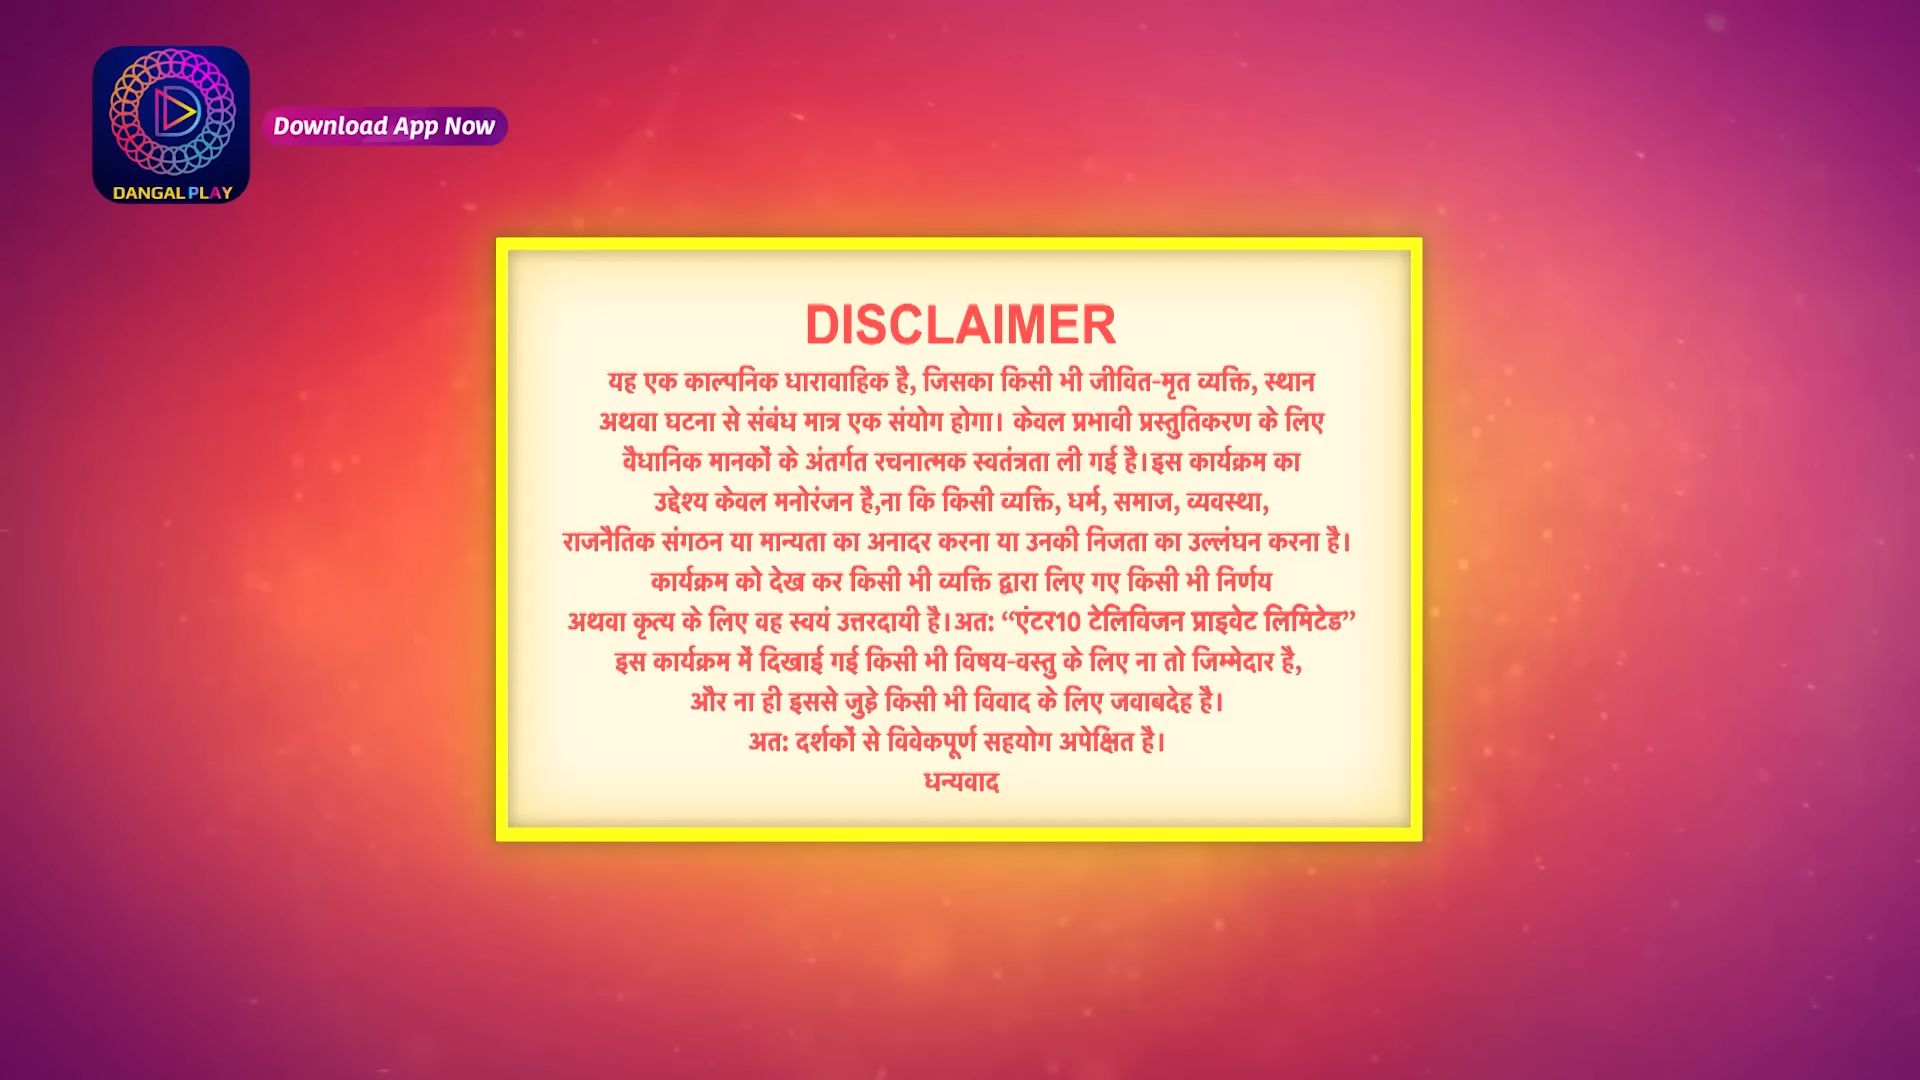 DANGAL PLAY
Download App Now
DISCLAIMER
यह एक काल्पनिक धारावाहिक है, जिसका किसी भी जीवित-मृत व्यक्ति, स्थान
अथवा घटना से संबंध मात्र एक संयोग होगा। केवल प्रभावी प्रस्तुतिकरण के लिए
वैधानिक मानकों के अंतर्गत रचनात्मक स्वतंत्रता ली गई है।इस कार्यक्रम का
उद्देश्य केवल मनोरंजन है,ना कि किसी व्यक्ति, धर्म, समाज, व्यवस्था,
राजनैतिक संगठन या मान्यता का अनादर करना या उनकी निजता का उल्लंघन करना है।
कार्यक्रम को देख कर किसी भी व्यक्ति द्वारा लिए गए किसी भी निर्णय
अथवा कृत्य के लिए वह स्वयं उत्तरदायी है।अत: “एंटर10 टेलिविजन प्राइवेट लिमिटेड”
इस कार्यक्रम में दिखाई गई किसी भी विषय-वस्तु के लिए ना तो जिम्मेदार है,
और ना ही इससे जुड़े किसी भी विवाद के लिए जवाबदेह है।
अत: दर्शकों से विवेकपूर्ण सहयोग अपेक्षित है।
धन्यवाद